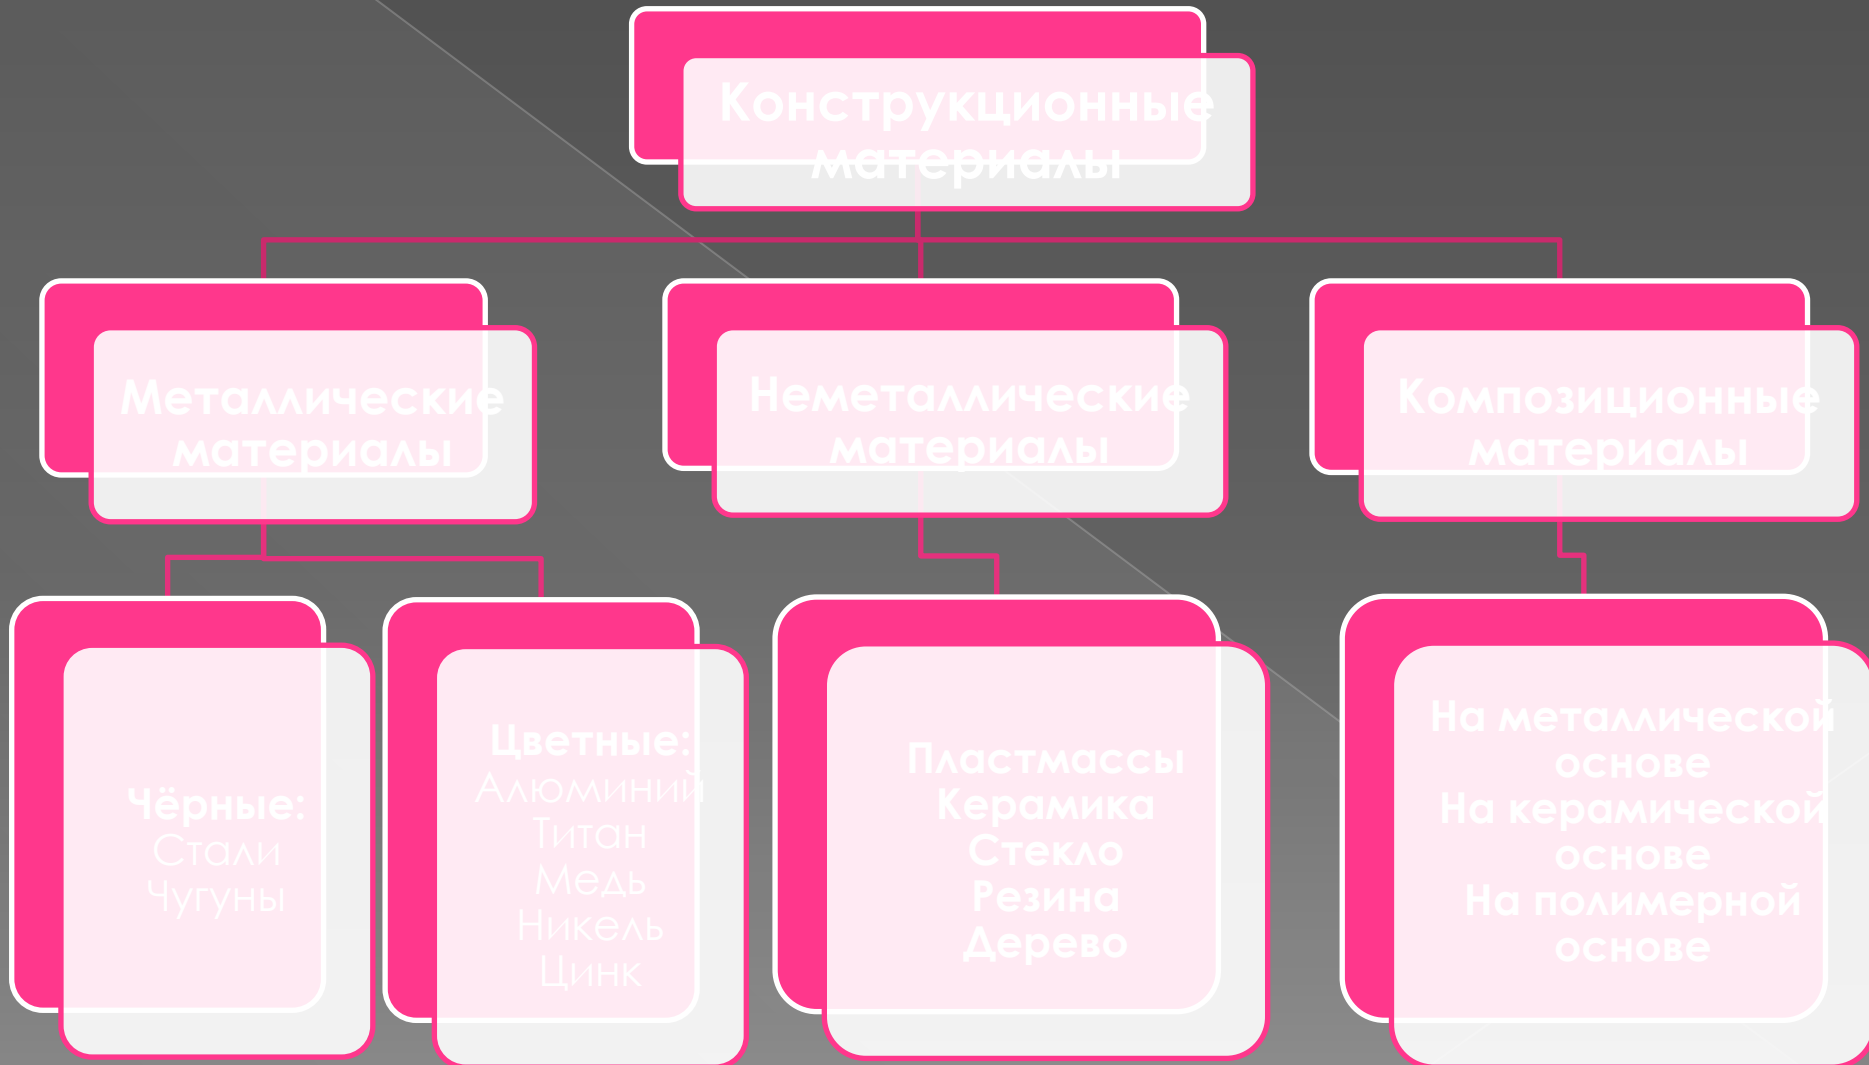 Конструкционные
материалы
Металлические
материалы
Неметаллические
материалы
Композиционные
материалы
Чёрные:
Стали
Чугуны
Цветные:
Алюминий
Титан
Медь
Никель
Цинк
Пластмассы
Керамика
Стекло
Резина
Дерево
На металлической
основе
На керамической
основе
На полимерной
основе